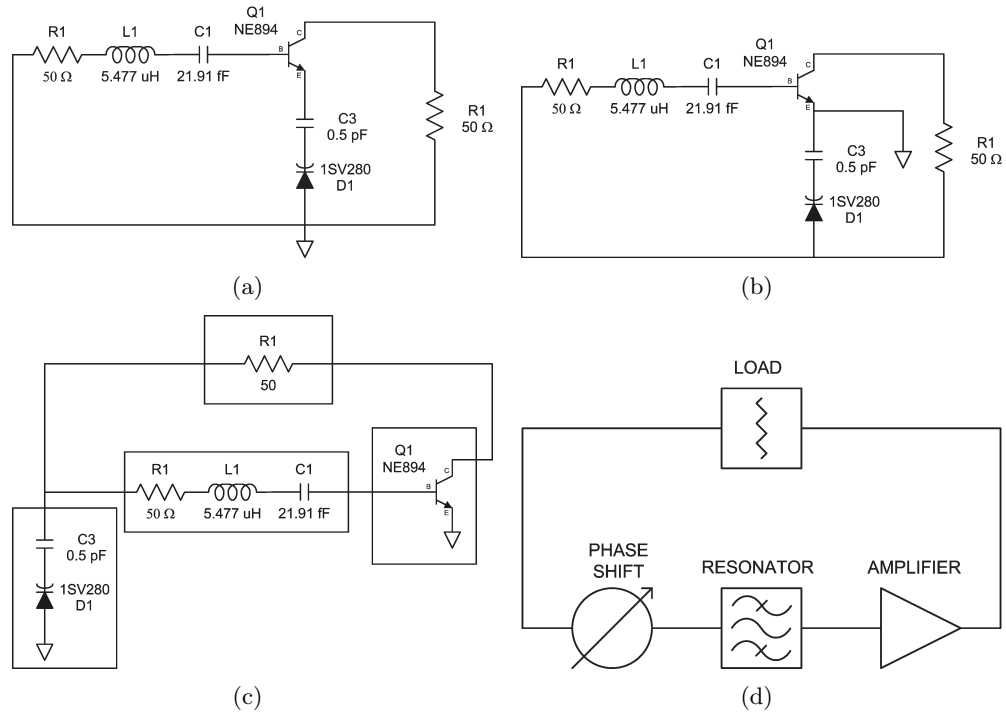 Q1
NE894
R1
L1
C1
C
B
E
50 Ω
5.477 uH
21.91 fF
C3
0.5 pF
R1
50 Ω
1SV280
D1
(a)
Q1
NE894
R1
L1
C1
C
B
E
50 Ω
5.477 uH
21.91 fF
C3
0.5 pF
R1
50 Ω
1SV280
D1
(b)
R1
50
Q1
NE894
R1
L1
C1
C
B
E
50 Ω
5.477 uH
21.91 fF
C3
0.5 pF
1SV280
D1
(c)
LOAD
PHASE
SHIFT
RESONATOR
AMPLIFIER
(d)